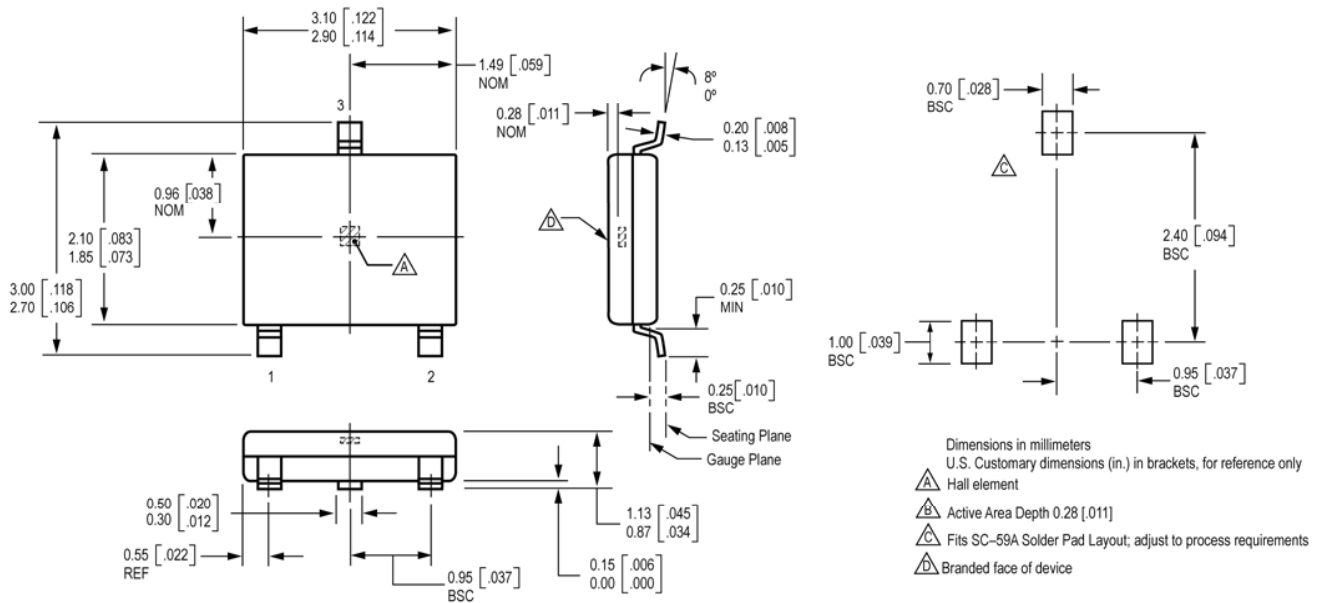 3.10 [.122]
2.90 [.114]
1.49 [.059]
NOM
3
0.96 [.038]
NOM
2.10 [.083]
1.85 [.073]
3.00 [.118]
2.70 [.106]
A
1
2
8º
0º
0.28 [.011]
NOM
0.20 [.008]
0.13 [.005]
D
0.25 [.010]
MIN
0.25 [.010]
BSC
Seating Plane
Gauge Plane
0.50 [.020]
0.30 [.012]
0.55 [.022]
REF
0.95 [.037]
BSC
1.13 [.045]
0.87 [.034]
0.15 [.006]
0.00 [.000]
0.70 [.028]
BSC
C
2.40 [.094]
BSC
1.00 [.039]
BSC
0.95 [.037]
BSC
Dimensions in millimeters
U.S. Customary dimensions (in.) in brackets, for reference only
A Hall element
B Active Area Depth 0.28 [.011]
C Fits SC–59A Solder Pad Layout; adjust to process requirements
D Branded face of device